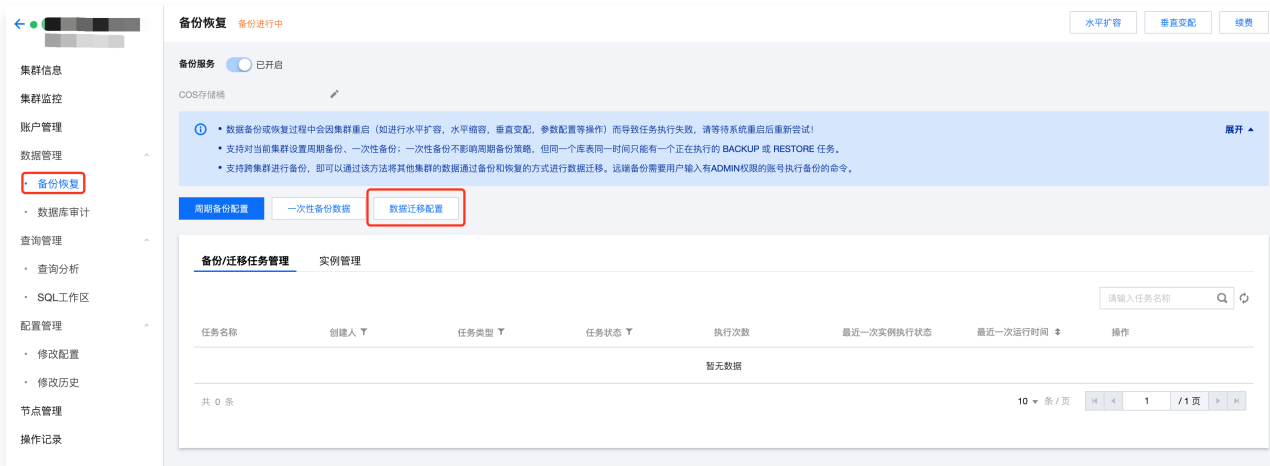 备份恢复 备份进行中 水平扩容 垂直变配 续费
集群信息
集群监控
账户管理
数据管理
备份恢复
数据库审计
查询管理
查询分析
SQL工作区
配置管理
修改配置
修改历史
节点管理
操作记录
备份服务 已开启
COS存储桶
• 数据备份或恢复过程中会因集群重启（如进行水平扩容，水平缩容，垂直变配，参数配置等操作）而导致任务执行失败，请等待系统重启后重新尝试！ 展开
• 支持对当前集群设置周期备份、一次性备份；一次性备份不影响周期备份策略，但同一个库表同一时间只能有一个正在执行的 BACKUP 或 RESTORE 任务。
• 支持跨集群进行备份，即可以通过该方法将其他集群的数据通过备份和恢复的方式进行数据迁移。远端备份需要用户输入有ADMIN权限的账号执行备份的命令。
周期备份配置 一次性备份数据 数据迁移配置
备份/迁移任务管理 实例管理
请输入任务名称
任务名称 创建人 任务类型 任务状态 执行次数 最近一次实例执行状态 最近一次运行时间 操作
暂无数据
共 0 条 10 条 / 页 1 / 1 页